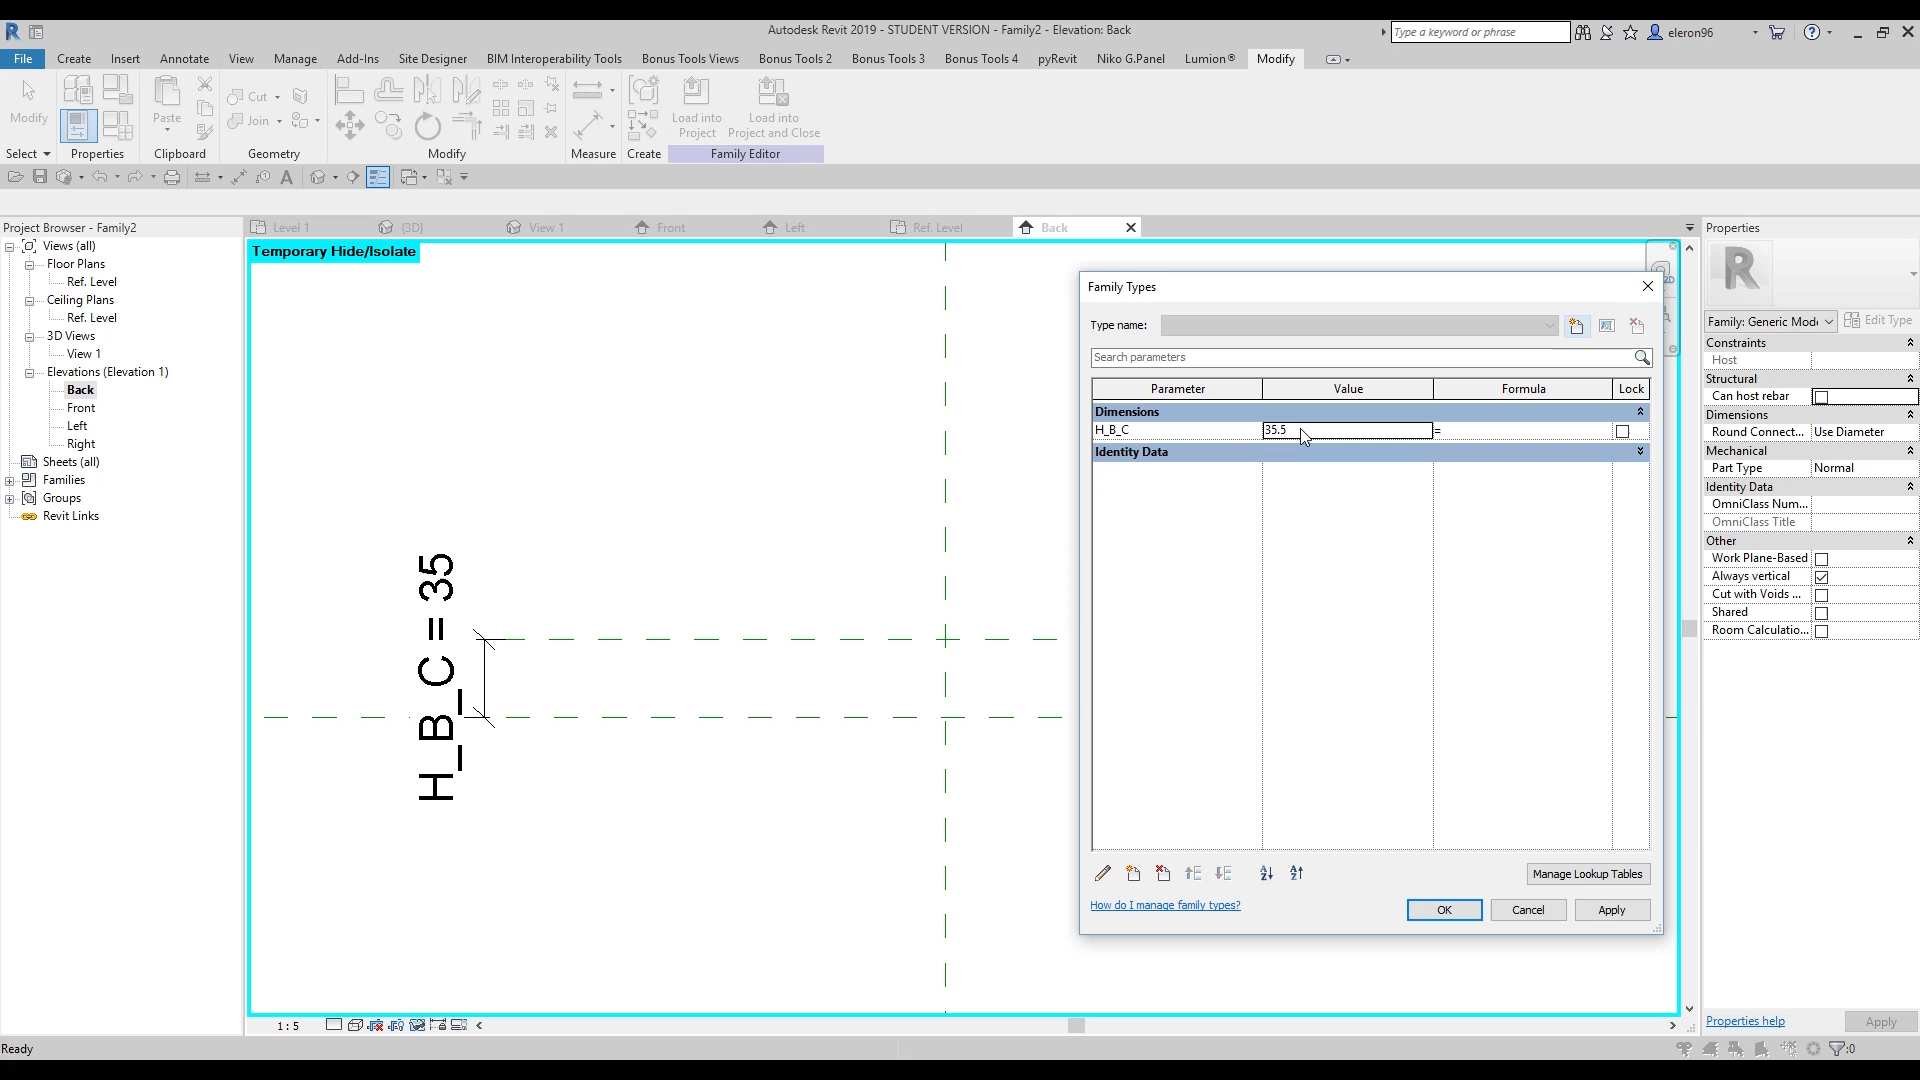 Autodesk Revit 2019 - STUDENT VERSION - Family2 - Elevation: Back
Type a keyword or phrase
eleron96
File Create Insert Annotate View Manage Add-Ins Site Designer BIM Interoperability Tools Bonus Tools Views Bonus Tools 2 Bonus Tools 3 Bonus Tools 4 pyRevit Niko G.Panel Lumion® Modify
Modify
Paste
Cut
Join
Load into
Project
Load into
Project and Close
Select Properties Clipboard Geometry Modify Measure Create Family Editor
Project Browser - Family2
Views (all)
Floor Plans
Ref. Level
Ceiling Plans
Ref. Level
3D Views
View 1
Elevations (Elevation 1)
Back
Front
Left
Right
Sheets (all)
Families
Groups
Revit Links
Level 1 {3D} View 1 Front Left Ref. Level Back
Temporary Hide/Isolate
H_B_C = 35
Family Types
Type name:
Search parameters
Parameter Value Formula Lock
Dimensions
H_B_C 35.5 =
Identity Data
Manage Lookup Tables
How do I manage family types?
OK Cancel Apply
Properties
Family: Generic Mode Edit Type
Constraints
Host
Structural
Can host rebar
Dimensions
Round Connect... Use Diameter
Mechanical
Part Type Normal
Identity Data
OmniClass Num...
OmniClass Title
Other
Work Plane-Based
Always vertical
Cut with Voids ...
Shared
Room Calculatio...
Properties help Apply
1 : 5
Ready
:0